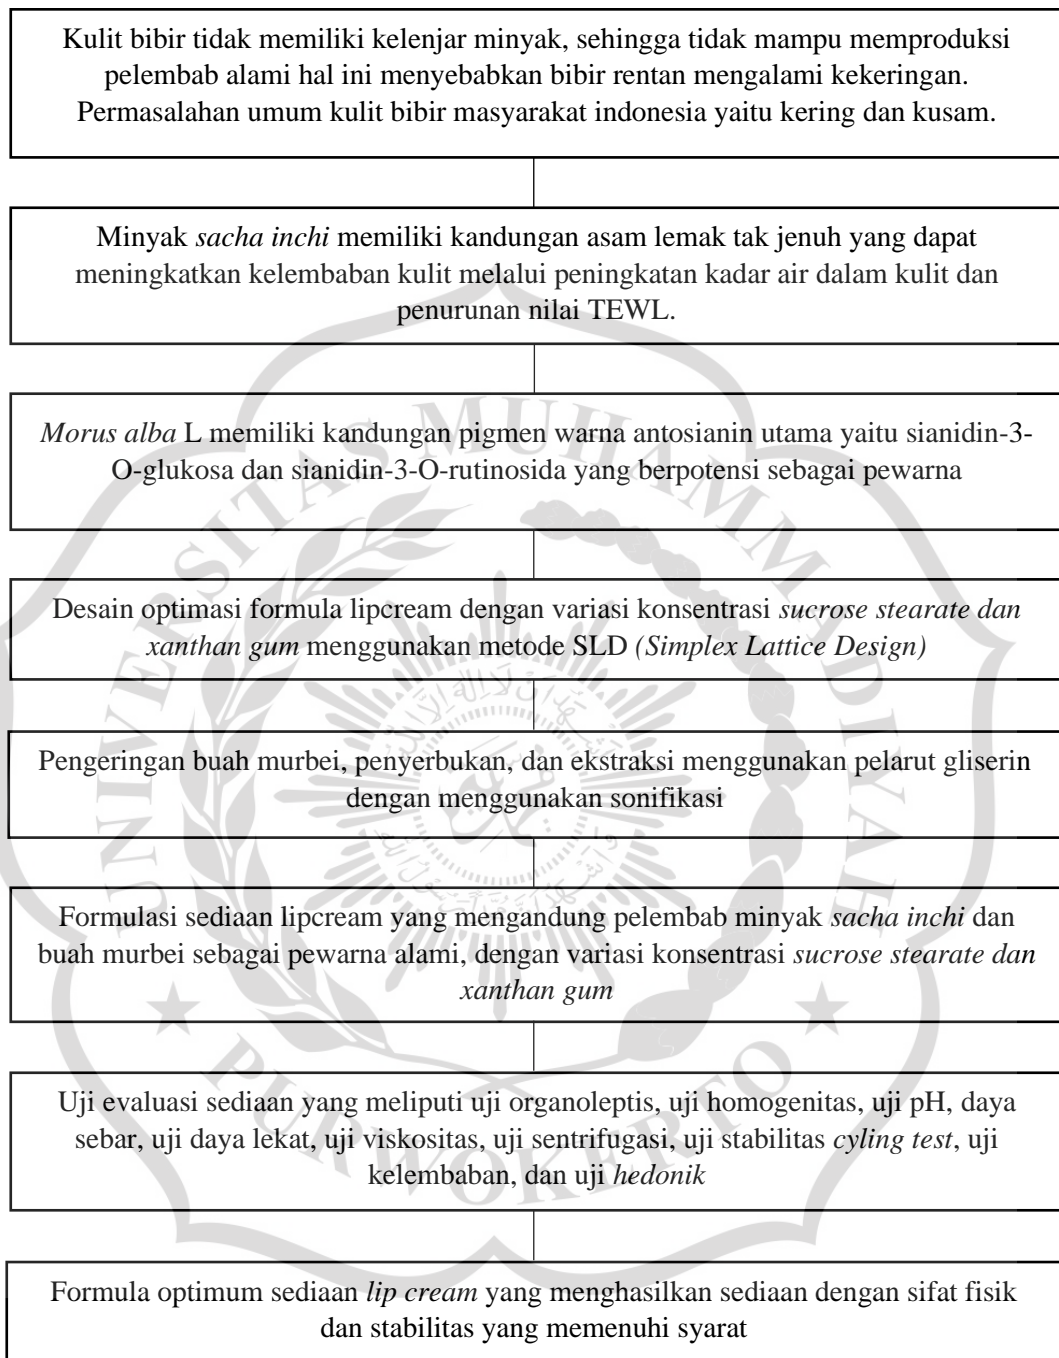 Kulit bibir tidak memiliki kelenjar minyak, sehingga tidak mampu memproduksi
pelembab alami hal ini menyebabkan bibir rentan mengalami kekeringan.
Permasalahan umum kulit bibir masyarakat indonesia yaitu kering dan kusam.
Minyak sacha inchi memiliki kandungan asam lemak tak jenuh yang dapat
meningkatkan kelembaban kulit melalui peningkatan kadar air dalam kulit dan
penurunan nilai TEWL.
Morus alba L memiliki kandungan pigmen warna antosianin utama yaitu sianidin-3-
O-glukosa dan sianidin-3-O-rutinosida yang berpotensi sebagai pewarna
Desain optimasi formula lipcream dengan variasi konsentrasi sucrose stearate dan
xanthan gum menggunakan metode SLD (Simplex Lattice Design)
Pengeringan buah murbei, penyerbukan, dan ekstraksi menggunakan pelarut gliserin
dengan menggunakan sonifikasi
Formulasi sediaan lipcream yang mengandung pelembab minyak sacha inchi dan
buah murbei sebagai pewarna alami, dengan variasi konsentrasi sucrose stearate dan
xanthan gum
Uji evaluasi sediaan yang meliputi uji organoleptis, uji homogenitas, uji pH, daya
sebar, uji daya lekat, uji viskositas, uji sentrifugasi, uji stabilitas cyling test, uji
kelembaban, dan uji hedonik
Formula optimum sediaan lip cream yang menghasilkan sediaan dengan sifat fisik
dan stabilitas yang memenuhi syarat
UNIVERSITAS MUHAMMADIYAH
PURWOKERTO